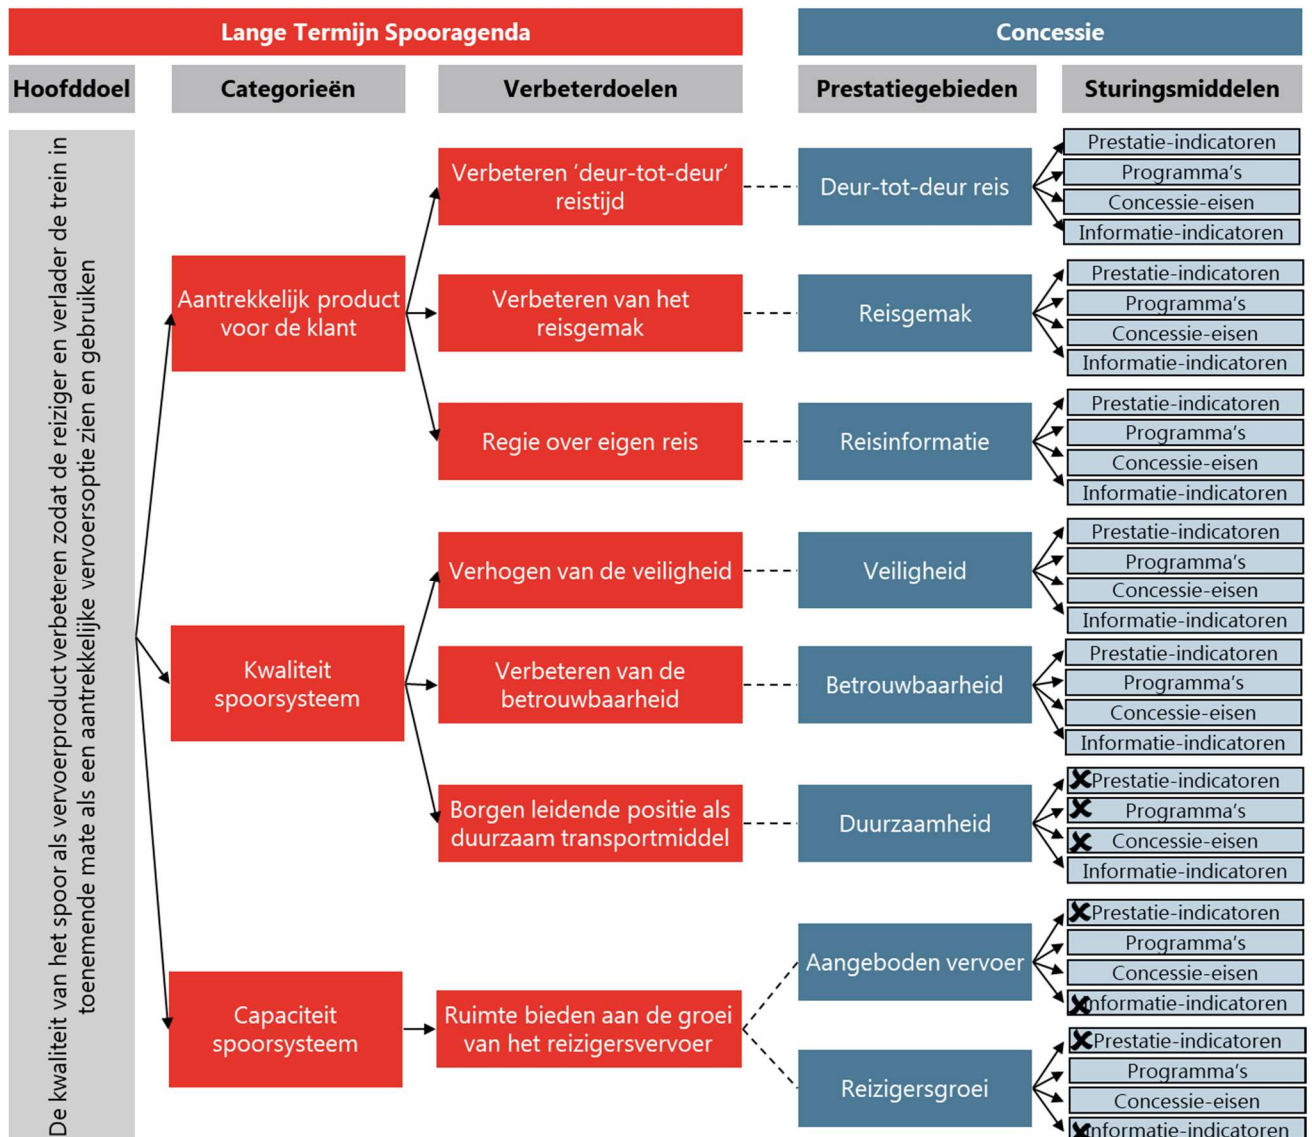 Lange Termijn Spooragenda
Concessie
Hoofddoel
Categorieën
Verbeterdoelen
Prestatiegebieden
Sturingsmiddelen
De kwaliteit van het spoor als vervoerproduct verbeteren zodat de reiziger en verlader de trein in
toenemende mate als een aantrekkelijke vervoersoptie zien en gebruiken
Aantrekkelijk product
voor de klant
Verbeteren ‘deur-tot-deur’
reistijd
Deur-tot-deur reis
Prestatie-indicatoren
Programma’s
Concessie-eisen
Informatie-indicatoren
Verbeteren van het
reisgemak
Reisgemak
Prestatie-indicatoren
Programma’s
Concessie-eisen
Informatie-indicatoren
Regie over eigen reis
Reisinformatie
Prestatie-indicatoren
Programma’s
Concessie-eisen
Informatie-indicatoren
Kwaliteit
spoorsysteem
Verhogen van de veiligheid
Veiligheid
Prestatie-indicatoren
Programma’s
Concessie-eisen
Informatie-indicatoren
Verbeteren van de
betrouwbaarheid
Betrouwbaarheid
Prestatie-indicatoren
Programma’s
Concessie-eisen
Informatie-indicatoren
Borgen leidende positie als
duurzaam transportmiddel
Duurzaamheid
Prestatie-indicatoren
Programma’s
Concessie-eisen
Informatie-indicatoren
Capaciteit
spoorsysteem
Ruimte bieden aan de groei
van het reizigersvervoer
Aangeboden vervoer
Prestatie-indicatoren
Programma’s
Concessie-eisen
Informatie-indicatoren
Reizigersgroei
Prestatie-indicatoren
Programma’s
Concessie-eisen
Informatie-indicatoren